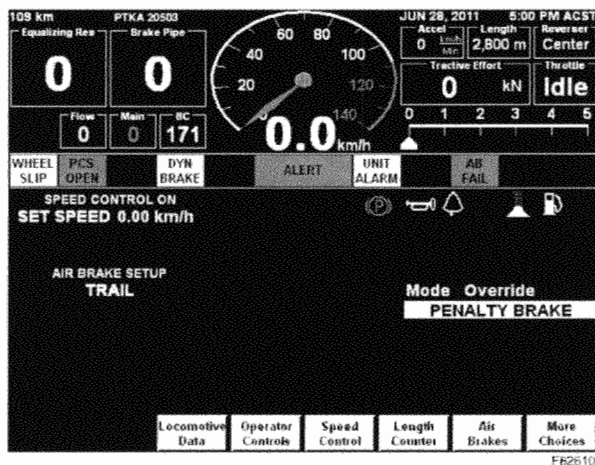 109 km PTKA 20503 JUN 28, 2011 5:00 PM ACST
Equalizing Res Brake Pipe Accel Length Reverser
0 0 0 km/h Min 2,800 m Center
Tractive Effort Throttle
0 kN Idle
Flow Main BC
0 0 171
0 20 40 60 80 100 120 140
0.0 km/h
0 1 2 3 4 5
WHEEL SLIP PCS OPEN DYN BRAKE ALERT UNIT ALARM AB FAIL
SPEED CONTROL ON
SET SPEED 0.00 km/h
P
AIR BRAKE SETUP
TRAIL
Mode Override
PENALTY BRAKE
Locomotive Data Operator Controls Speed Control Length Counter Air Brakes More Choices
FB2610